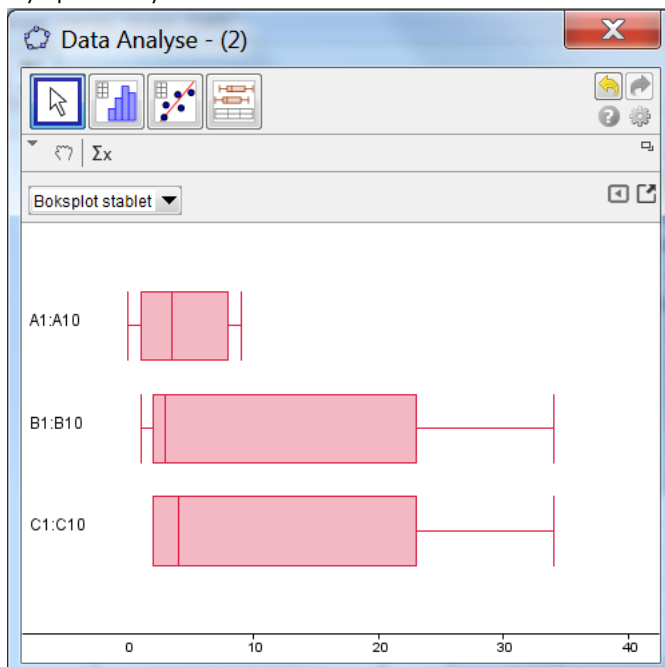 Data Analyse - (2)
X
Σx
Boksplot stablet
A1:A10
B1:B10
C1:C10
0 10 20 30 40